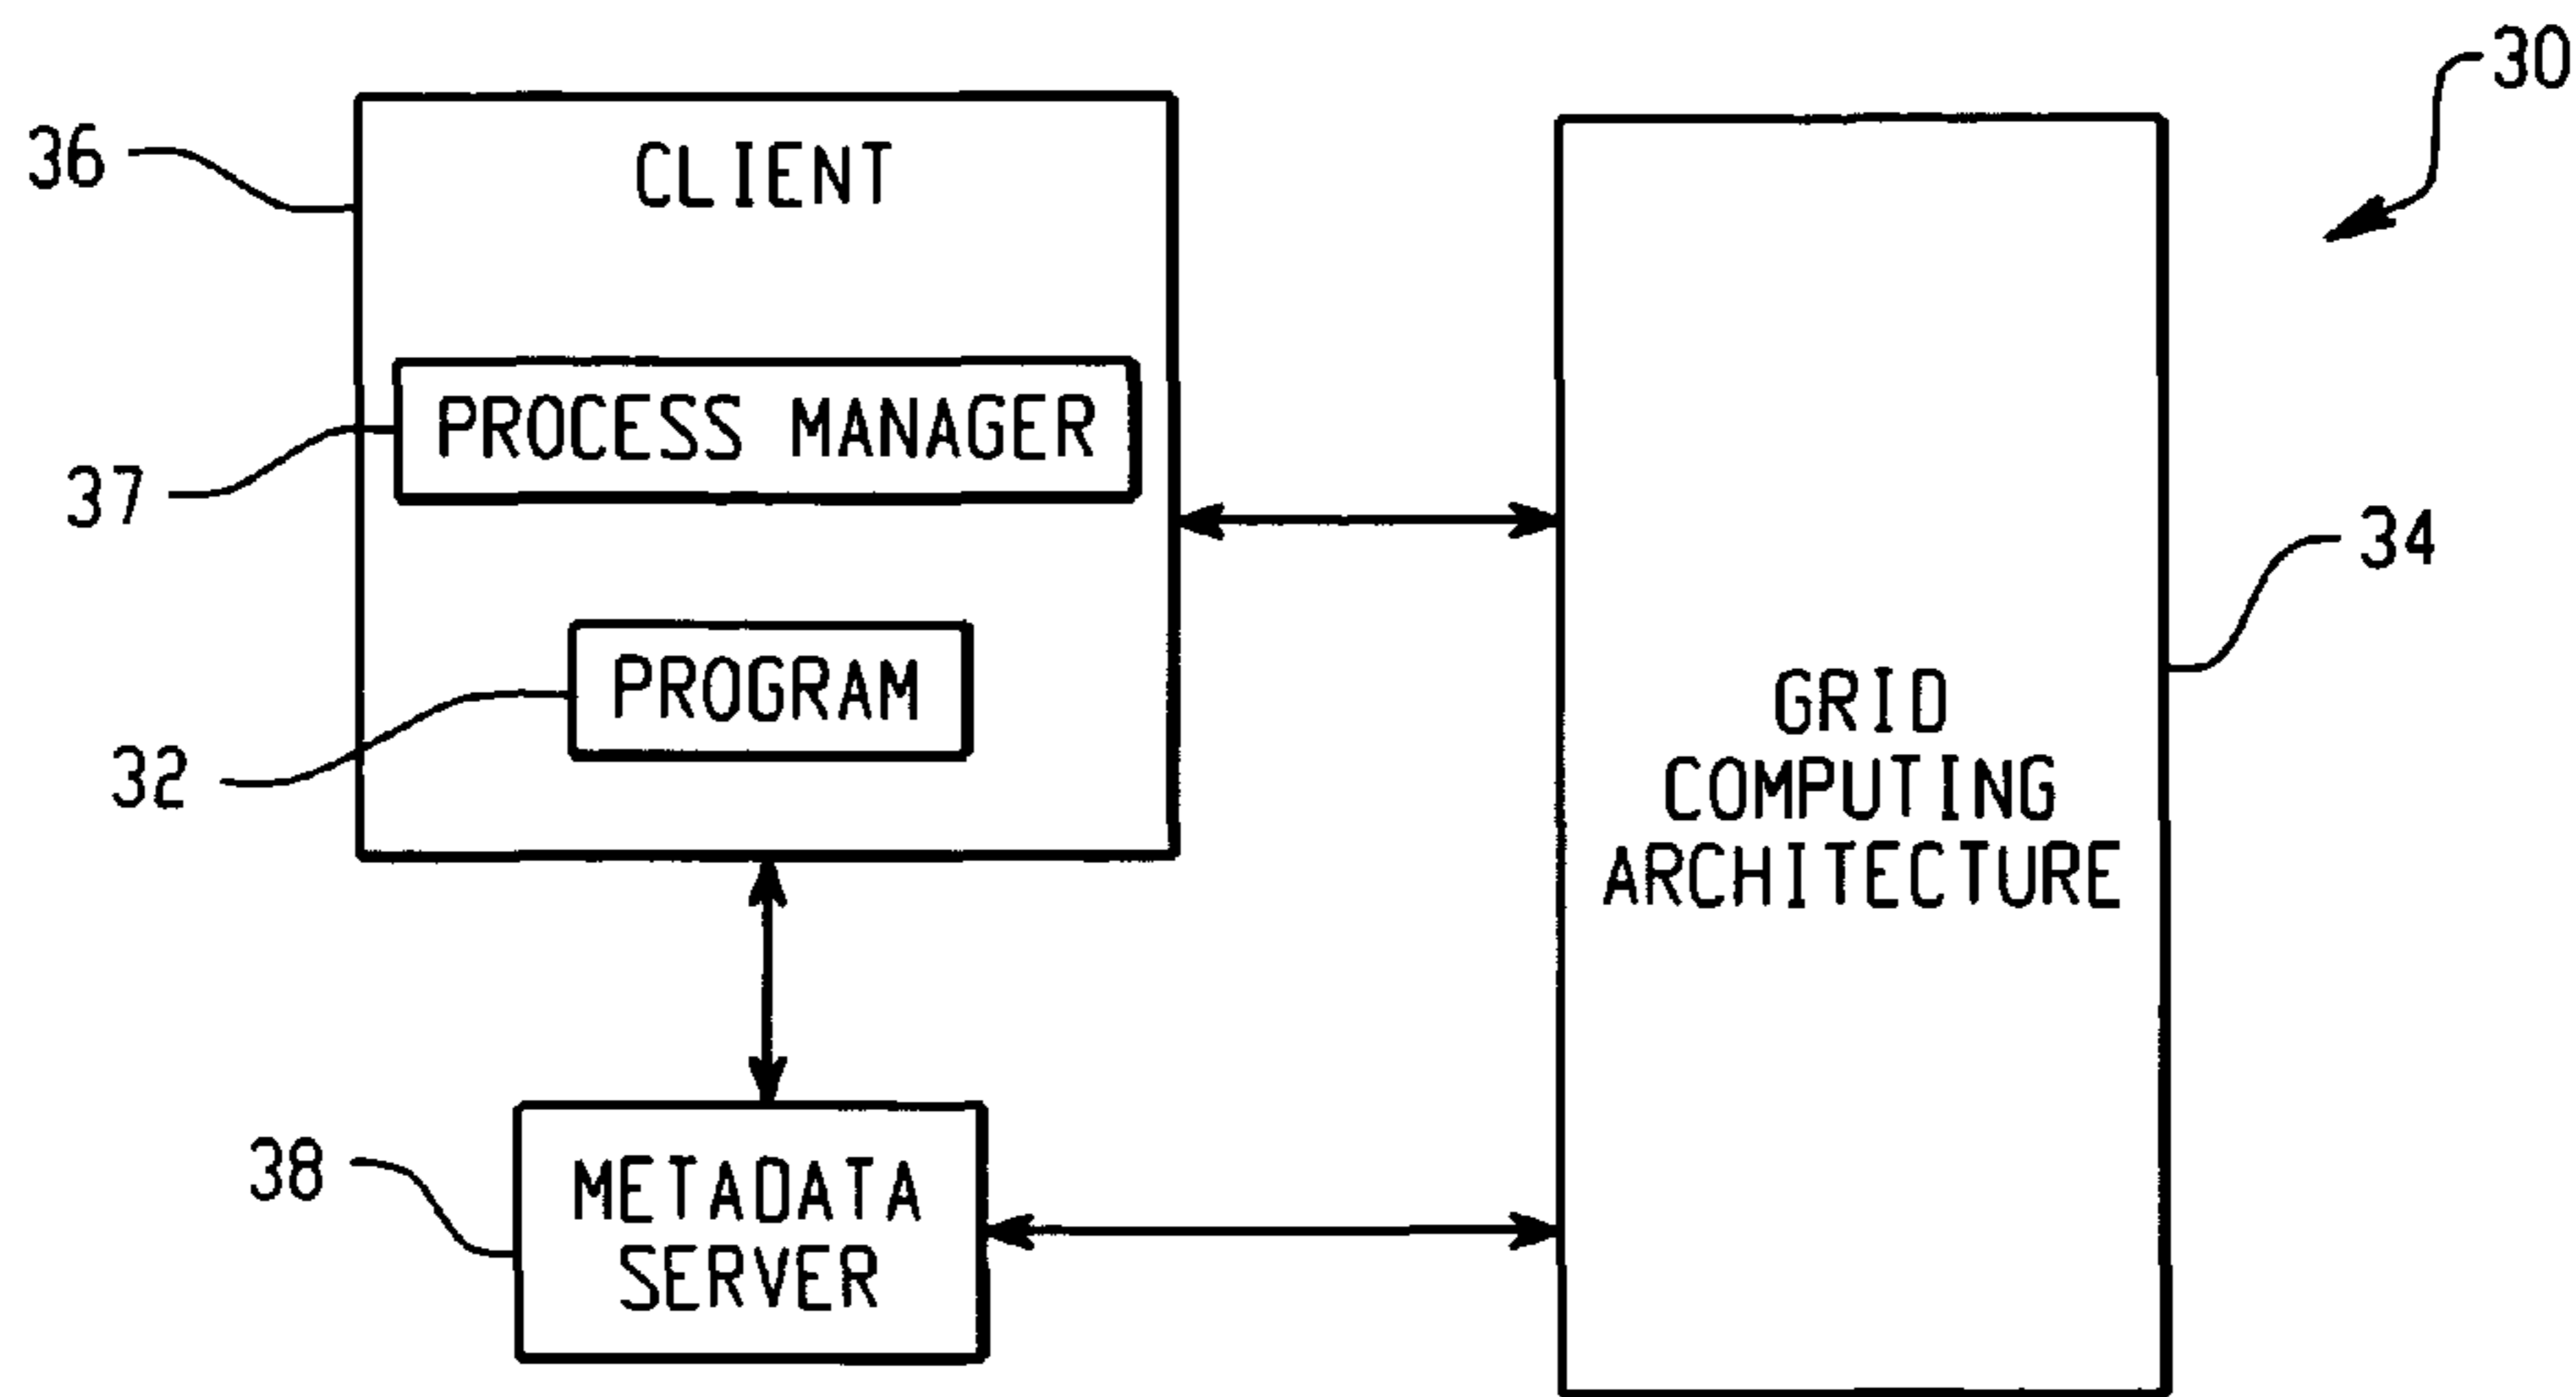 30
36
CLIENT
37
PROCESS MANAGER
34
32
PROGRAM
GRID
COMPUTING
ARCHITECTURE
38
METADATA
SERVER